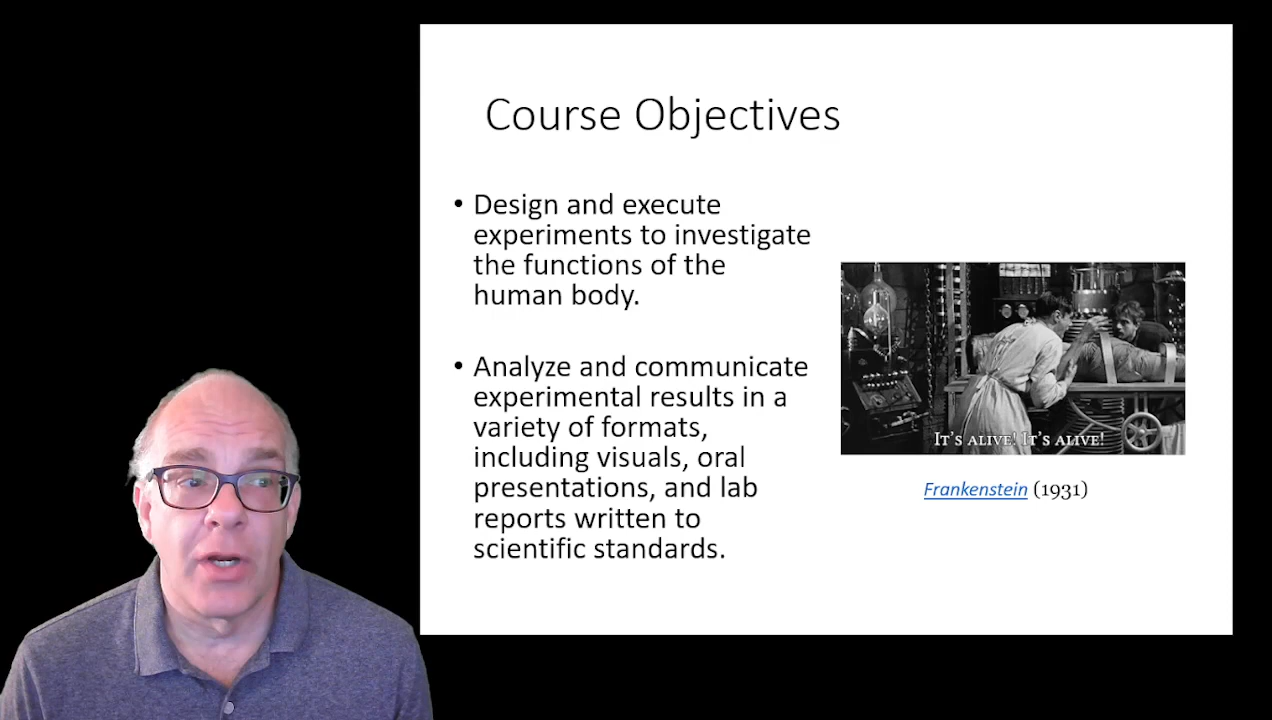 Course Objectives
• Design and execute
experiments to investigate
the functions of the
human body.
• Analyze and communicate
experimental results in a
variety of formats,
including visuals, oral
presentations, and lab
reports written to
scientific standards.
It's alive! It's alive!
Frankenstein (1931)